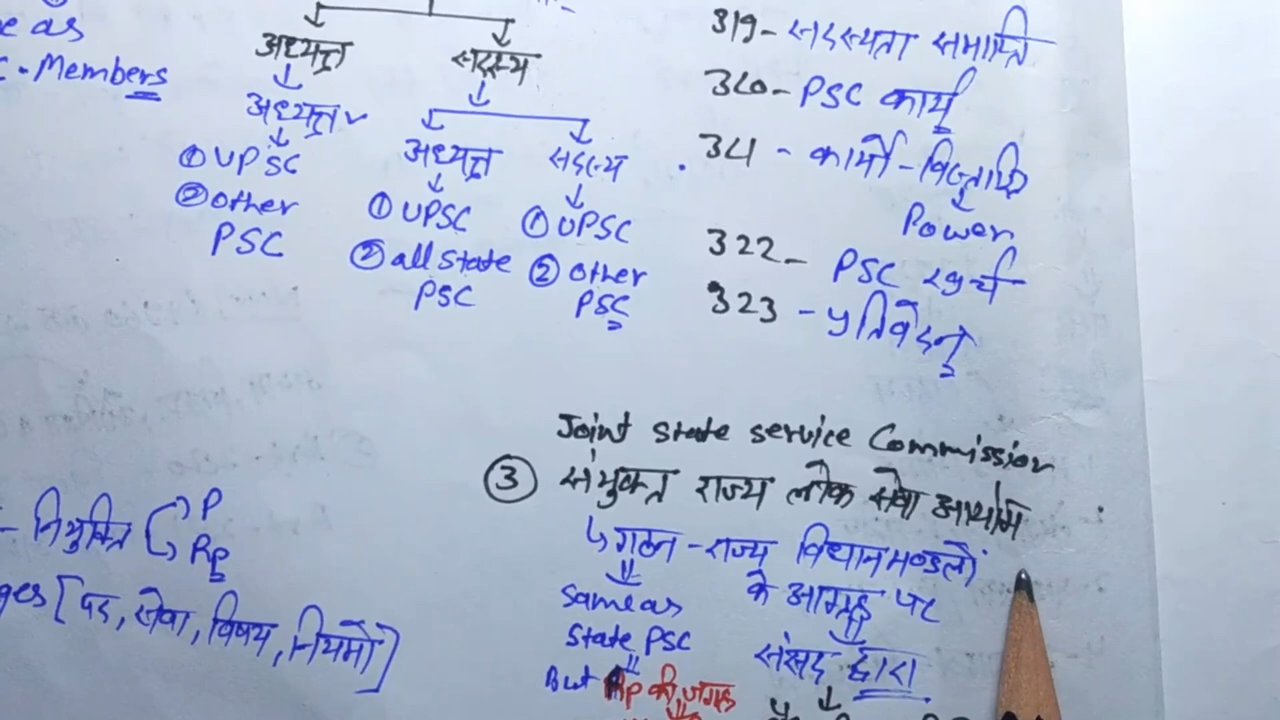 e as
C. Members
अध्यक्ष
सदस्य
अध्यक्ष
① UPSC
② other
PSC
अध्यक्ष
सदस्य
① UPSC
② all state
PSC
① UPSC
② other
PSC
319 - सदस्यता समाप्ति
320 - PSC कार्य
321 - कार्यो - विस्तारित
Power
322 - PSC खर्च
323 - प्रतिवेदन
- नियुक्ति
P
Rp
ges [पद, सेवा, विषय, नियमों]
Joint state service Commission
③ संयुक्त राज्य लोक सेवा आयोग
गठन - राज्य विधानमण्डलों
के आग्रह पर
संसद द्वारा
same as
state PSC
But Rp की जगह